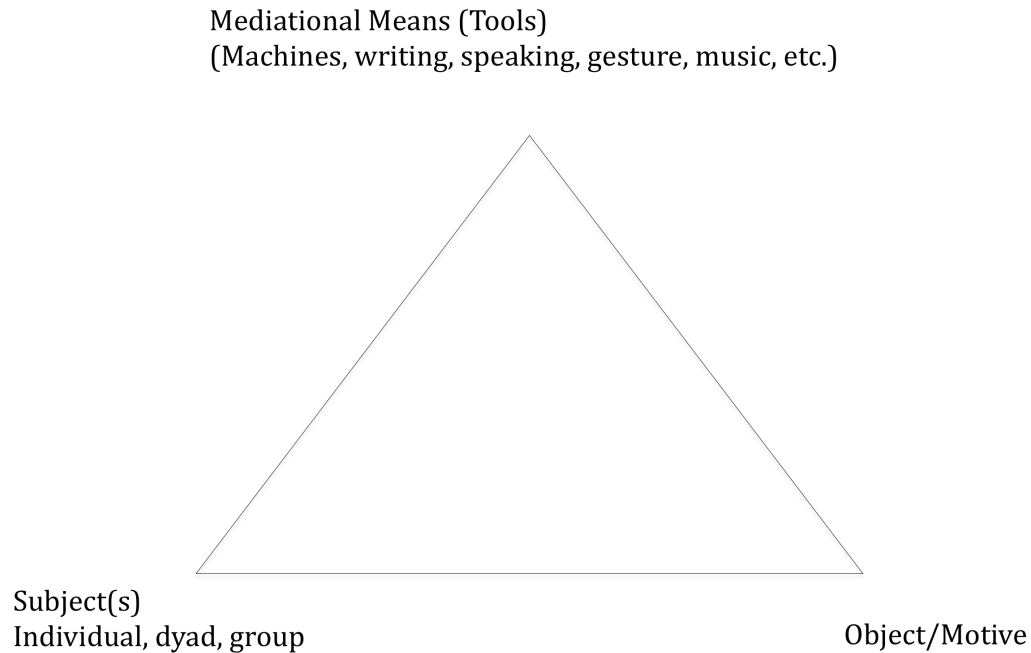 Mediational Means (Tools)
(Machines, writing, speaking, gesture, music, etc.)
Subject(s)
Individual, dyad, group
Object/Motive